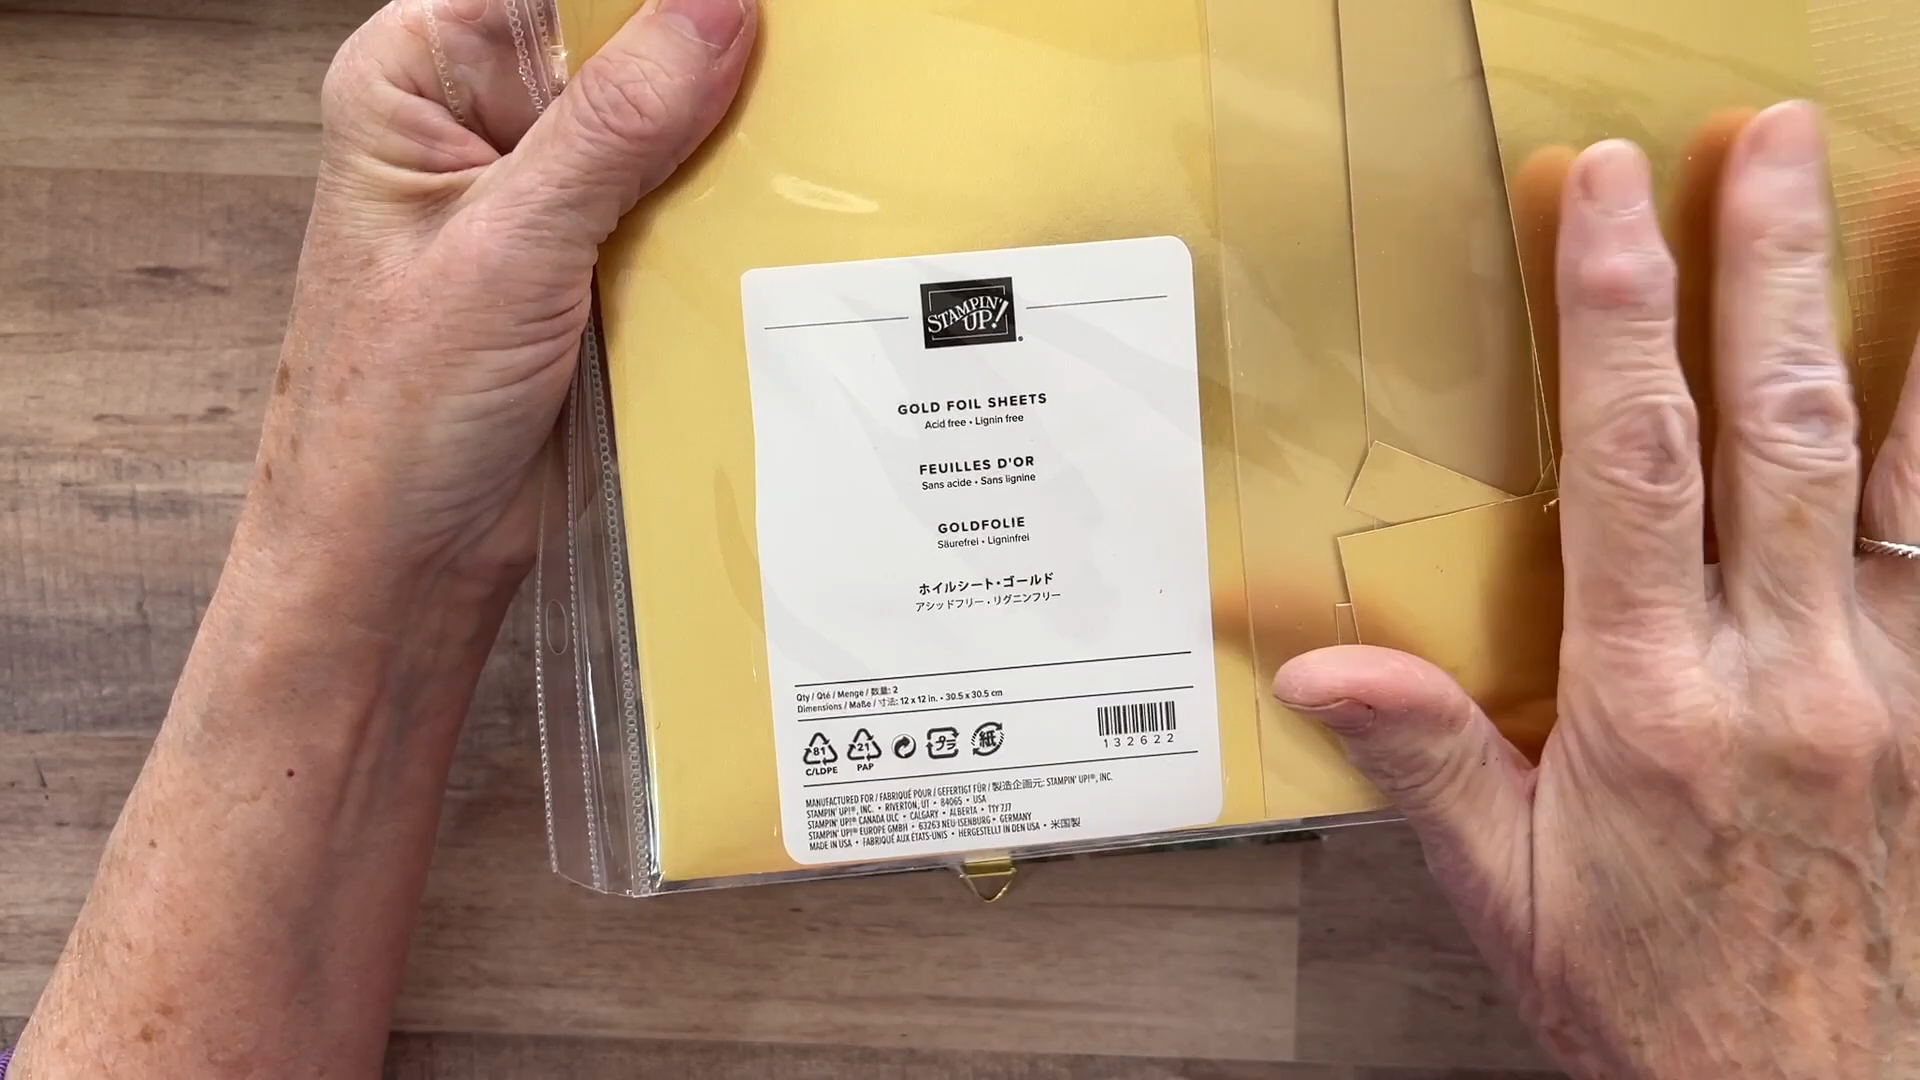 STAMPIN' UP!®
GOLD FOIL SHEETS
Acid free • Lignin free
FEUILLES D'OR
Sans acide • Sans lignine
GOLDFOLIE
Säurefrei • Ligninfrei
ホイルシート・ゴールド
アシッドフリー・リグニンフリー
Qty / Qté / Menge / 数量: 2
Dimensions / Maße / 寸法: 12 x 12 in. • 30.5 x 30.5 cm
81 21 プラ 紙
C/LDPE PAP
132622
MANUFACTURED FOR / FABRIQUÉ POUR / GEFERTIGT FÜR / 製造企画元: STAMPIN' UP!®, INC.
STAMPIN' UP!®, INC. • RIVERTON, UT • 84065 • USA
STAMPIN' UP!® CANADA ULC • CALGARY • ALBERTA • T1Y 7J7
STAMPIN' UP!® EUROPE GMBH • 63263 NEU-ISENBURG • GERMANY
MADE IN USA • FABRIQUÉ AUX ÉTATS-UNIS • HERGESTELLT IN DEN USA • 米国製